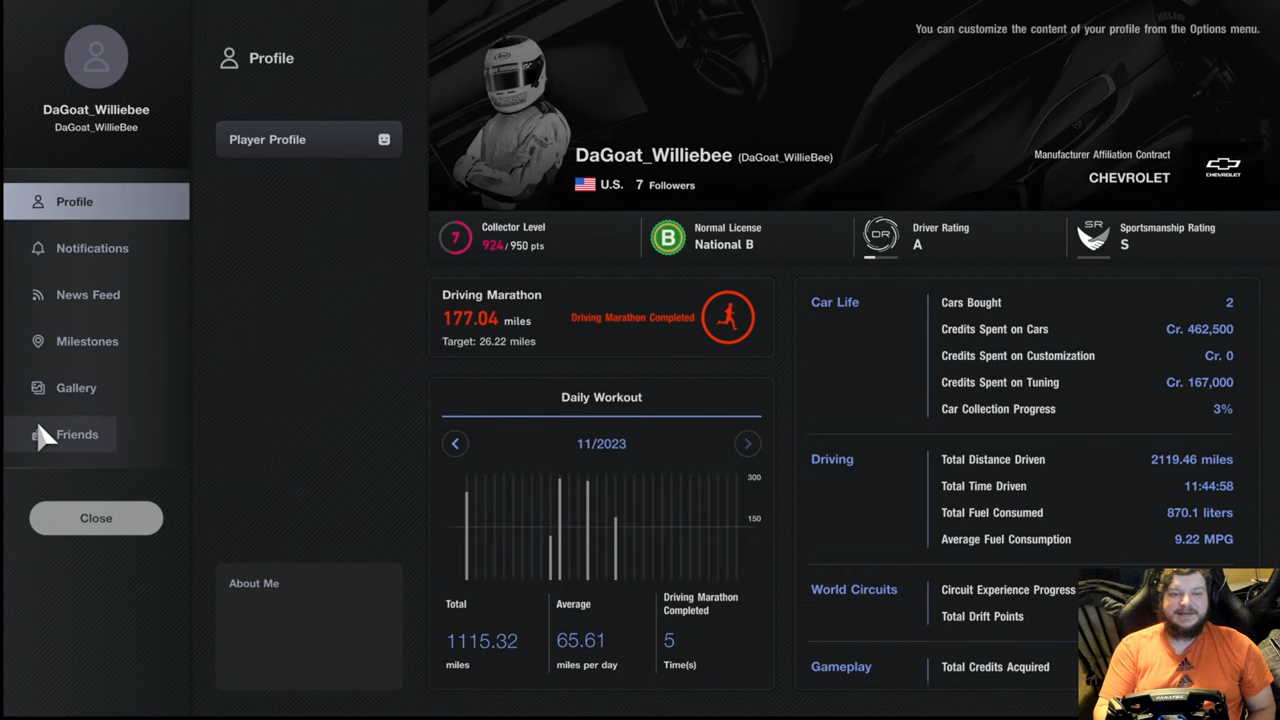 DaGoat_Williebee
DaGoat_WillieBee
Profile
Notifications
News Feed
Milestones
Gallery
Friends
Close
Profile
Player Profile
About Me
You can customize the content of your profile from the Options menu.
DaGoat_Williebee (DaGoat_WillieBee)
U.S. 7 Followers
Manufacturer Affiliation Contract
CHEVROLET
CHEVROLET
7
Collector Level
924 / 950 pts
B
Normal License
National B
DR
Driver Rating
A
SR
Sportsmanship Rating
S
Driving Marathon
177.04 miles
Target: 26.22 miles
Driving Marathon Completed
Daily Workout
11/2023
300
150
Total
1115.32
miles
Average
65.61
miles per day
Driving Marathon
Completed
5
Time(s)
Car Life
Cars Bought 2
Credits Spent on Cars Cr. 462,500
Credits Spent on Customization Cr. 0
Credits Spent on Tuning Cr. 167,000
Car Collection Progress 3%
Driving
Total Distance Driven 2119.46 miles
Total Time Driven 11:44:58
Total Fuel Consumed 870.1 liters
Average Fuel Consumption 9.22 MPG
World Circuits
Circuit Experience Progress
Total Drift Points
Gameplay
Total Credits Acquired
FANATEC